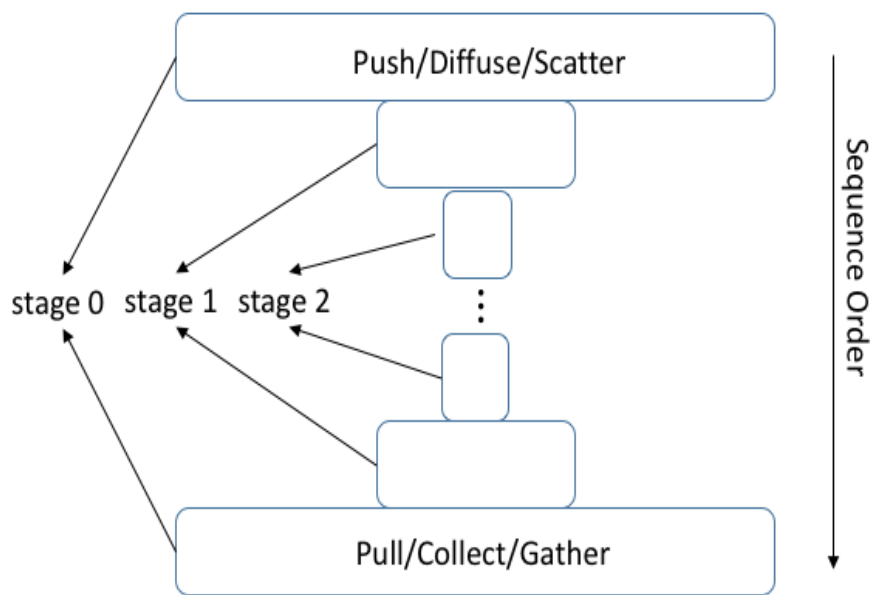 Push/Diffuse/Scatter
Sequence Order
stage 0
stage 1
stage 2
⋮
Pull/Collect/Gather